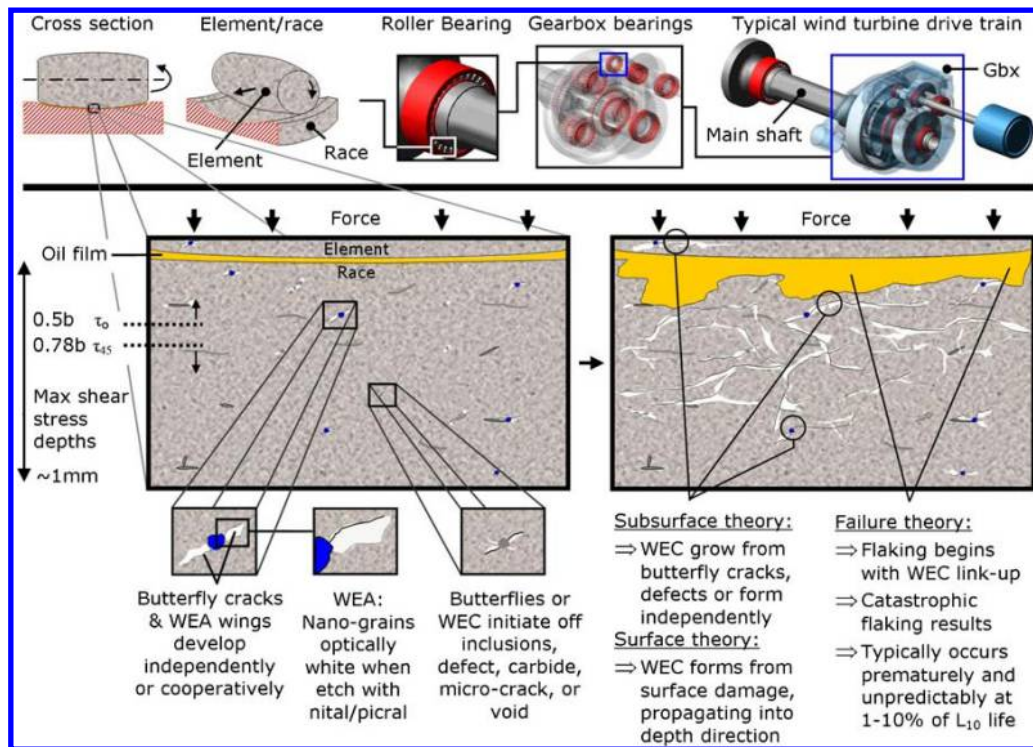 Cross section
Element/race
Roller Bearing
Gearbox bearings
Typical wind turbine drive train
Gbx
Main shaft
Element
Race
Force
Force
Oil film
Element
Race
0.5b τo
0.78b τ45
Max shear
stress
depths
~1mm
Butterfly cracks
& WEA wings
develop
independently
or cooperatively
WEA:
Nano-grains
optically
white when
etch with
nital/picral
Butterflies or
WEC initiate off
inclusions,
defect, carbide,
micro-crack, or
void
Subsurface theory:
⇒ WEC grow from
butterfly cracks,
defects or form
independently
Surface theory:
⇒ WEC forms from
surface damage,
propagating into
depth direction
Failure theory:
⇒ Flaking begins
with WEC link-up
⇒ Catastrophic
flaking results
⇒ Typically occurs
prematurely and
unpredictably at
1-10% of L10 life